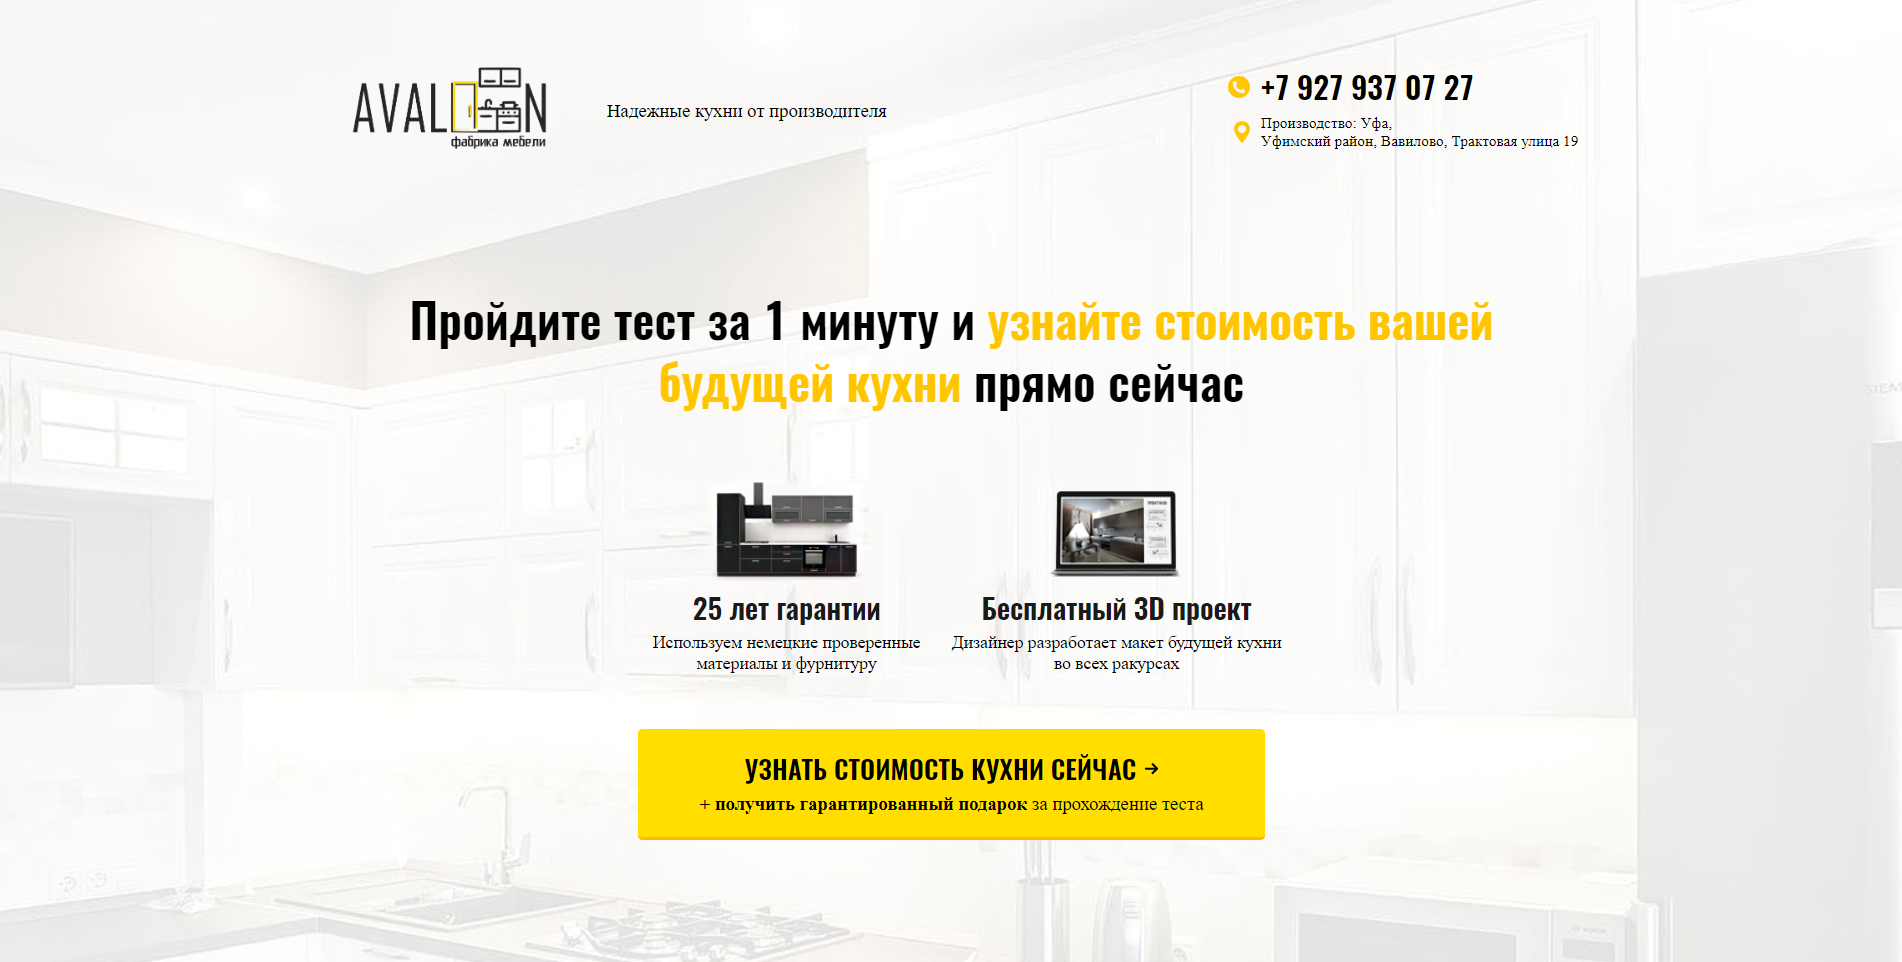 AVALON
фабрика мебели
Надежные кухни от производителя
+7 927 937 07 27
Производство: Уфа,
Уфимский район, Вавилово, Трактовая улица 19
Пройдите тест за 1 минуту и узнайте стоимость вашей
будущей кухни прямо сейчас
25 лет гарантии
Используем немецкие проверенные
материалы и фурнитуру
Бесплатный 3D проект
Дизайнер разработает макет будущей кухни
во всех ракурсах
УЗНАТЬ СТОИМОСТЬ КУХНИ СЕЙЧАС →
+ получить гарантированный подарок за прохождение теста